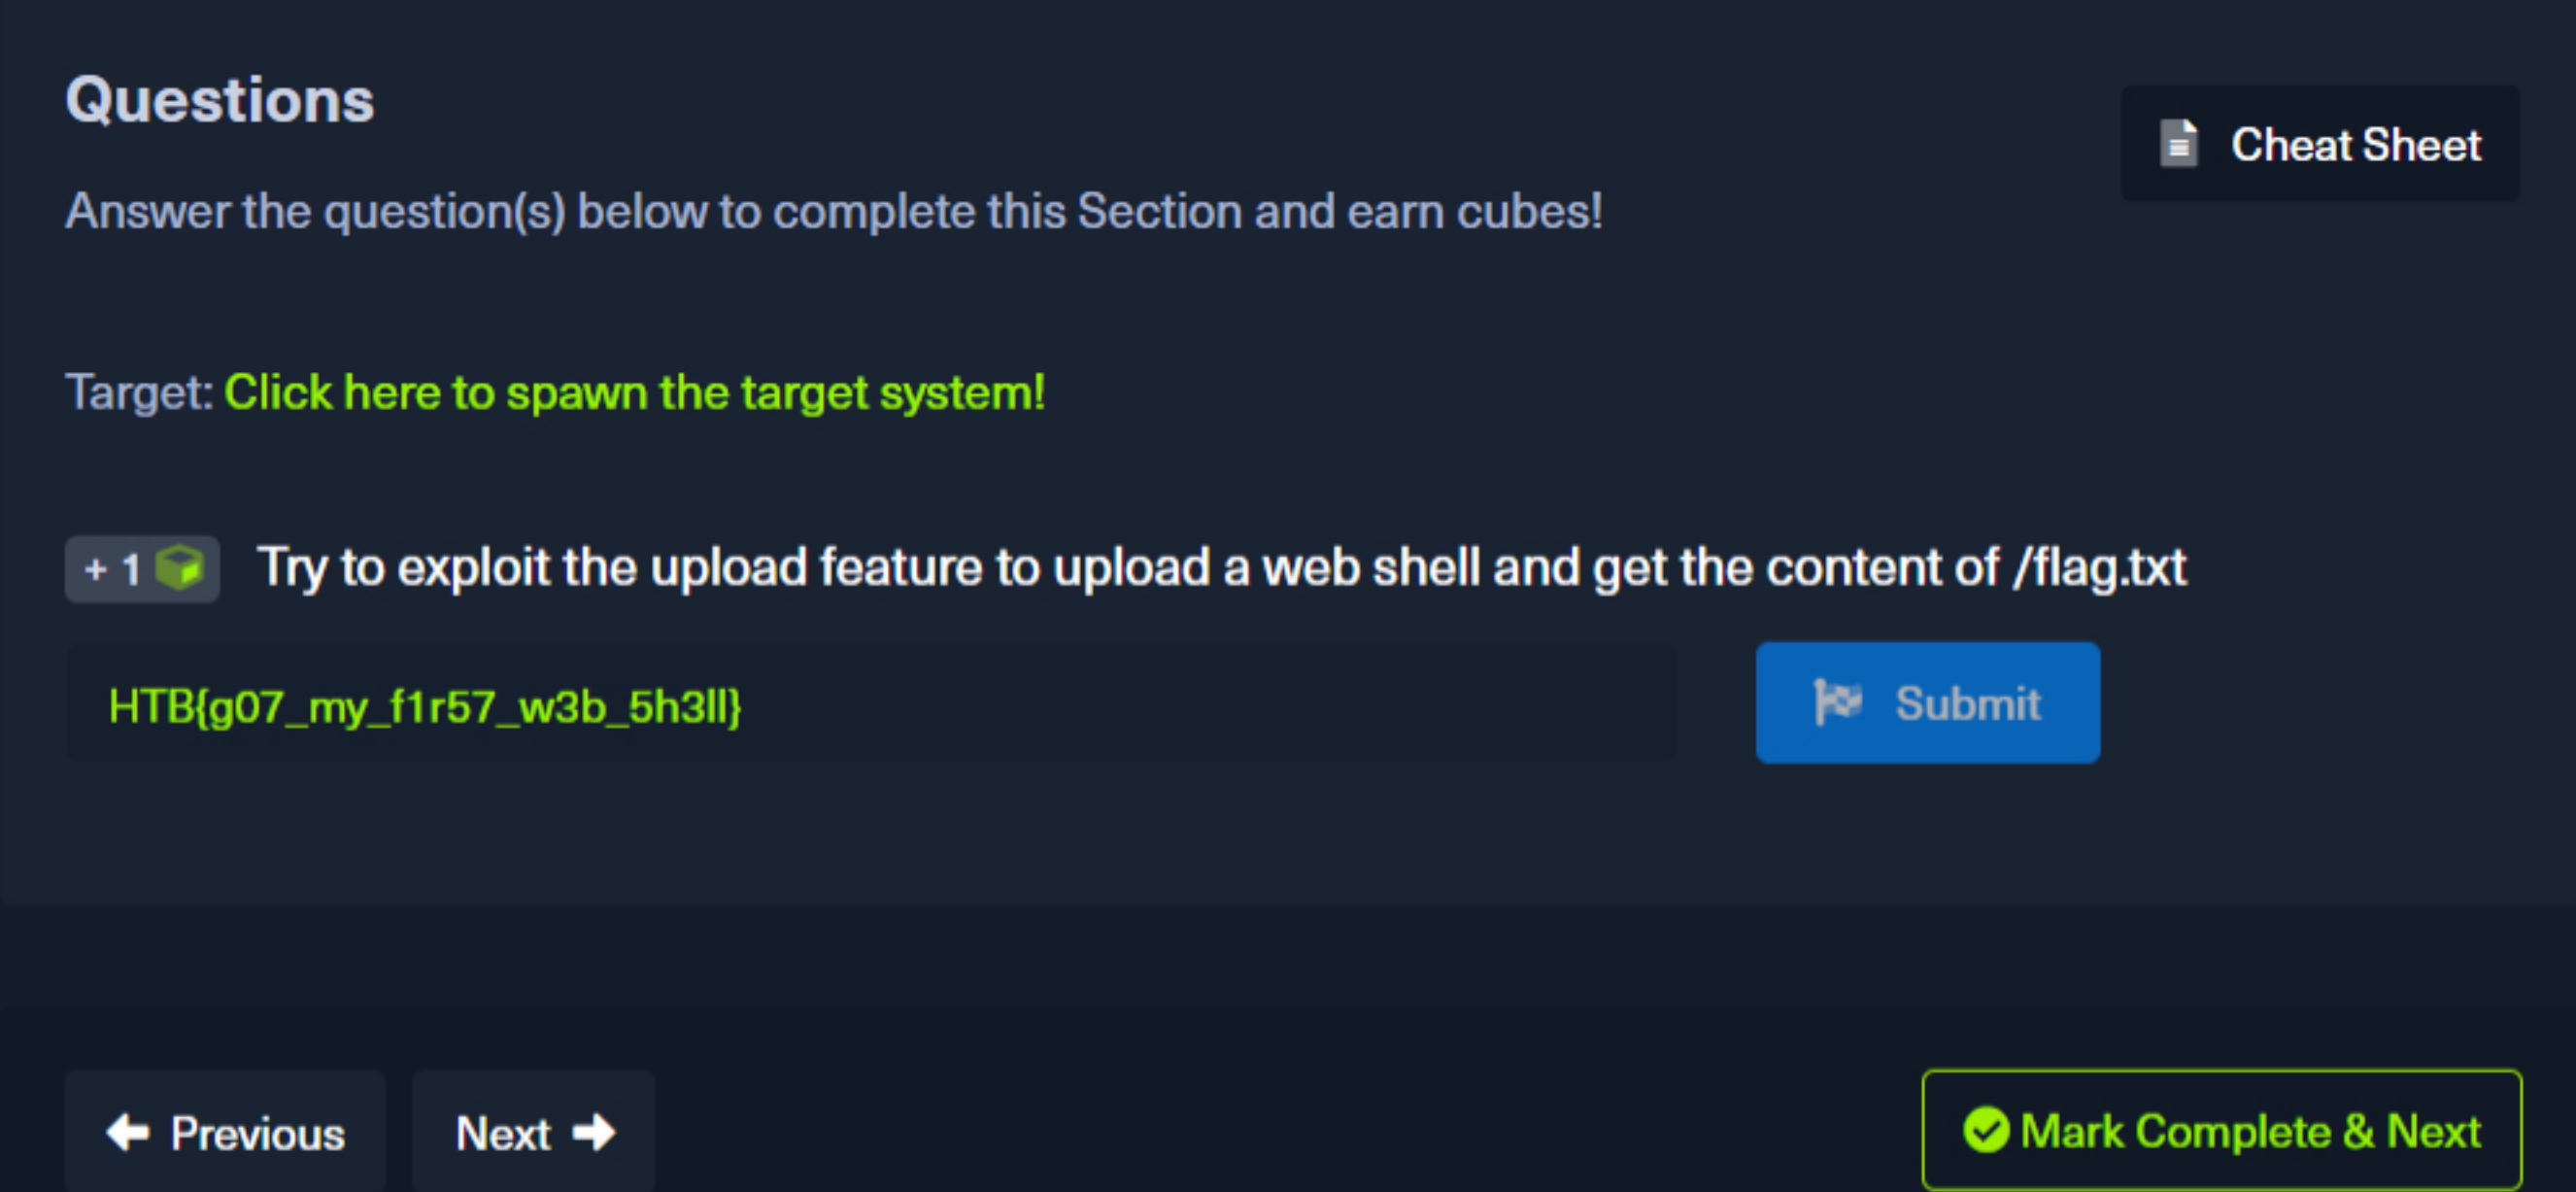 Questions
Cheat Sheet
Answer the question(s) below to complete this Section and earn cubes!
Target: Click here to spawn the target system!
+ 1 Try to exploit the upload feature to upload a web shell and get the content of /flag.txt
HTB{g07_my_f1r57_w3b_5h3ll}
Submit
Previous
Next
Mark Complete & Next